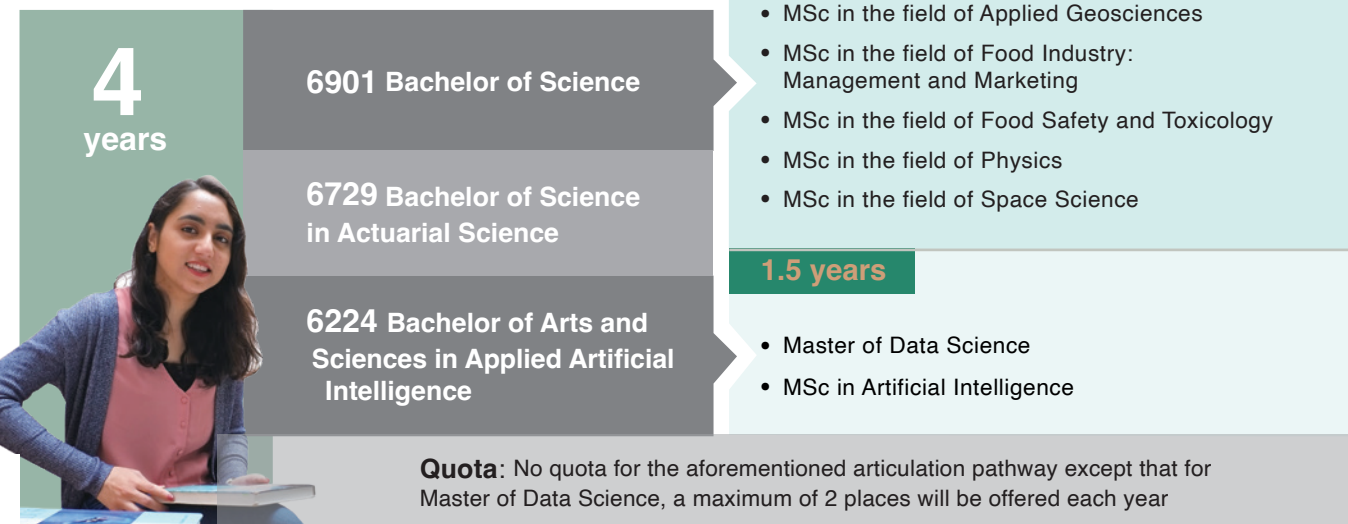 4
years
6901 Bachelor of Science
6729 Bachelor of Science
in Actuarial Science
6224 Bachelor of Arts and
Sciences in Applied Artificial
Intelligence
• MSc in the field of Applied Geosciences
• MSc in the field of Food Industry:
Management and Marketing
• MSc in the field of Food Safety and Toxicology
• MSc in the field of Physics
• MSc in the field of Space Science
1.5 years
• Master of Data Science
• MSc in Artificial Intelligence
Quota: No quota for the aforementioned articulation pathway except that for
Master of Data Science, a maximum of 2 places will be offered each year